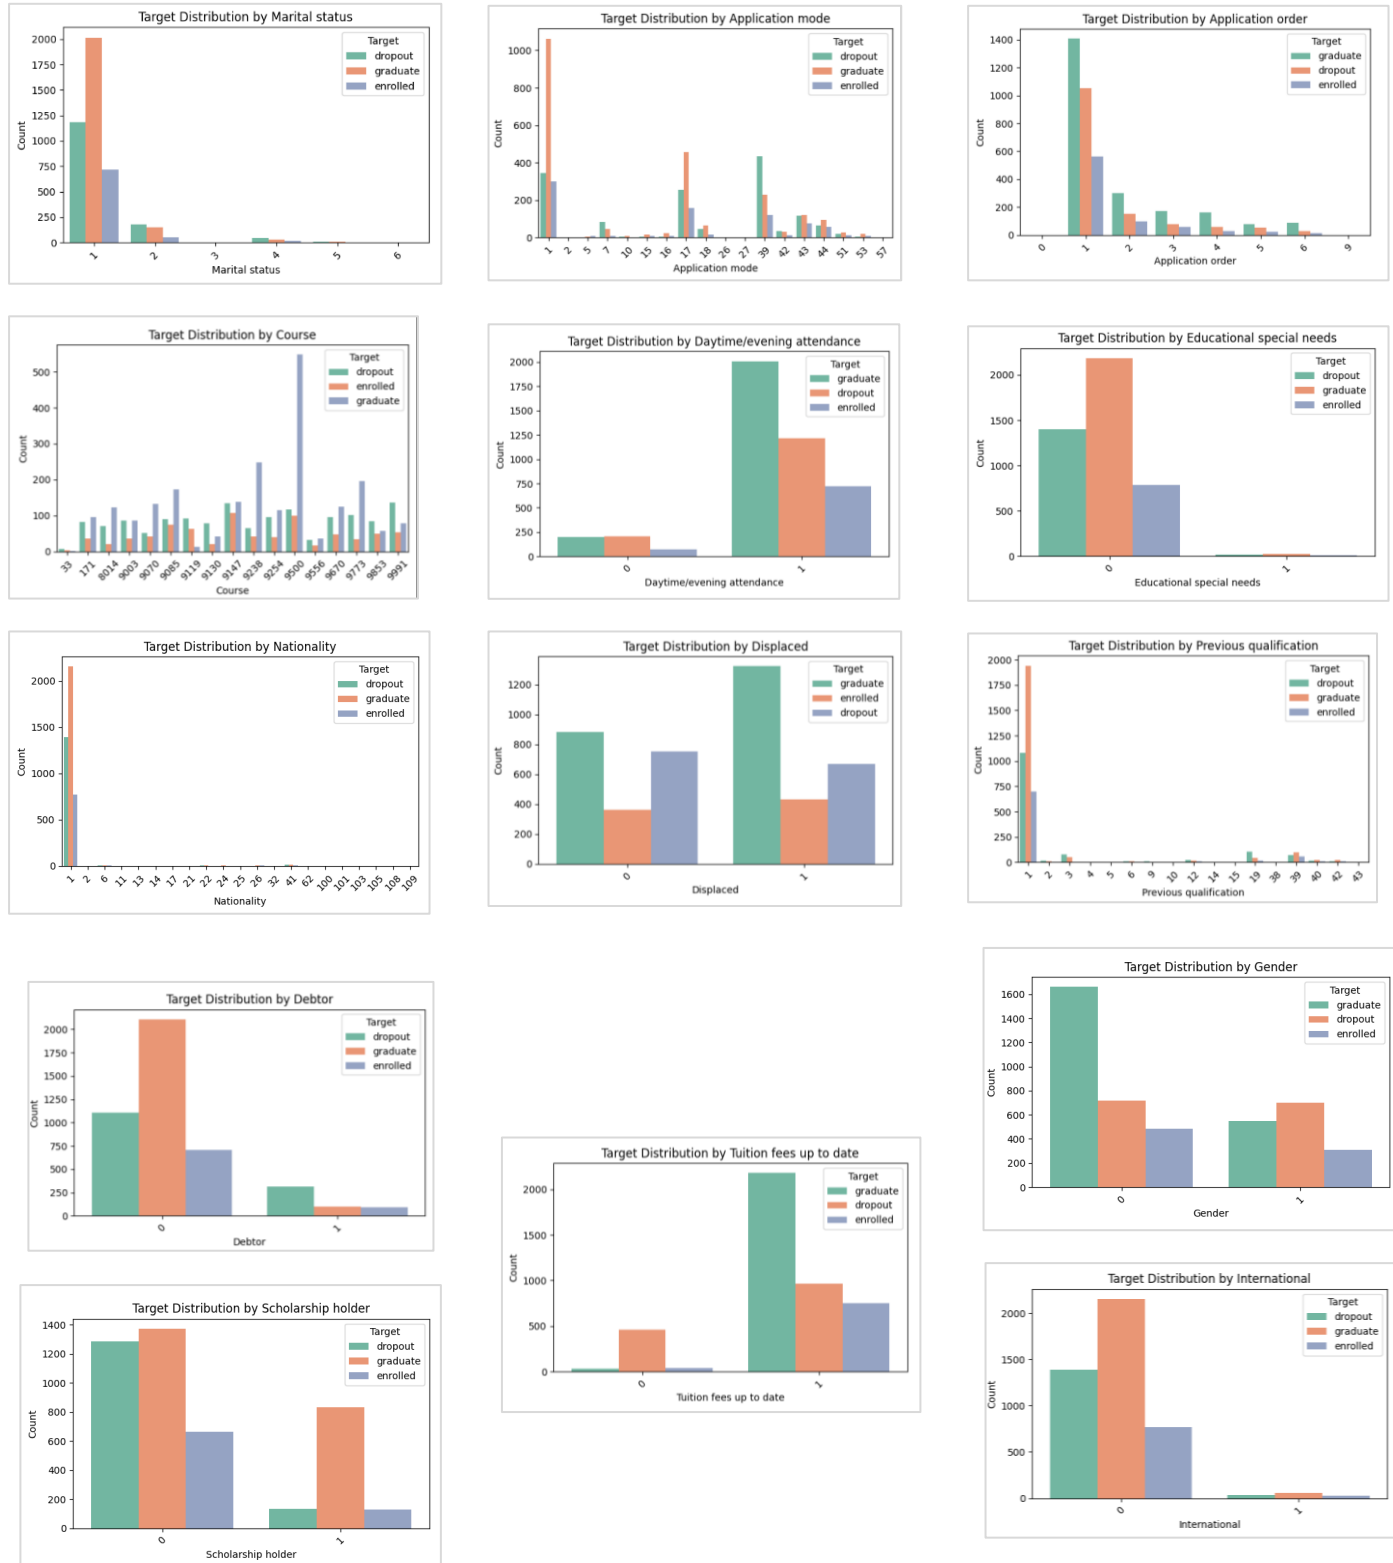 Target Distribution by Marital status
Target
dropout
graduate
enrolled
Count
2000
1750
1500
1250
1000
750
500
250
0
1 2 3 4 5 6
Marital status
Target Distribution by Application mode
Target
dropout
graduate
enrolled
Count
1000
800
600
400
200
0
1 2 5 7 10 15 16 17 18 26 27 39 42 43 44 51 53 57
Application mode
Target Distribution by Application order
Target
graduate
dropout
enrolled
Count
1400
1200
1000
800
600
400
200
0
0 1 2 3 4 5 6 9
Application order
Target Distribution by Course
Target
dropout
enrolled
graduate
Count
500
400
300
200
100
0
33 171 8014 9003 9070 9085 9119 9130 9147 9238 9254 9500 9556 9670 9773 9853 9991
Course
Target Distribution by Daytime/evening attendance
Target
graduate
dropout
enrolled
Count
2000
1750
1500
1250
1000
750
500
250
0
0 1
Daytime/evening attendance
Target Distribution by Educational special needs
Target
dropout
graduate
enrolled
Count
2000
1500
1000
500
0
0 1
Educational special needs
Target Distribution by Nationality
Target
dropout
graduate
enrolled
Count
2000
1500
1000
500
0
1 2 6 11 13 14 17 21 22 24 25 26 32 41 62 100 101 103 105 108 109
Nationality
Target Distribution by Displaced
Target
graduate
enrolled
dropout
Count
1200
1000
800
600
400
200
0
0 1
Displaced
Target Distribution by Previous qualification
Target
dropout
graduate
enrolled
Count
2000
1750
1500
1250
1000
750
500
250
0
1 2 3 4 5 6 9 10 12 14 15 19 38 39 40 42 43
Previous qualification
Target Distribution by Debtor
Target
dropout
graduate
enrolled
Count
2000
1750
1500
1250
1000
750
500
250
0
0 1
Debtor
Target Distribution by Tuition fees up to date
Target
graduate
dropout
enrolled
Count
2000
1500
1000
500
0
0 1
Tuition fees up to date
Target Distribution by Gender
Target
graduate
dropout
enrolled
Count
1600
1400
1200
1000
800
600
400
200
0
0 1
Gender
Target Distribution by Scholarship holder
Target
dropout
graduate
enrolled
Count
1400
1200
1000
800
600
400
200
0
0 1
Scholarship holder
Target Distribution by International
Target
dropout
graduate
enrolled
Count
2000
1500
1000
500
0
0 1
International